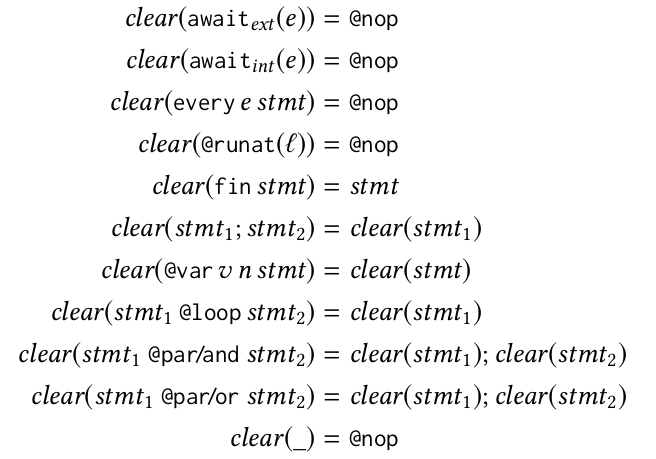 clear(await_ext(e)) = @nop
clear(await_int(e)) = @nop
clear(every e stmt) = @nop
clear(@runat(ℓ)) = @nop
clear(fin stmt) = stmt
clear(stmt₁; stmt₂) = clear(stmt₁)
clear(@var v n stmt) = clear(stmt)
clear(stmt₁ @loop stmt₂) = clear(stmt₁)
clear(stmt₁ @par/and stmt₂) = clear(stmt₁); clear(stmt₂)
clear(stmt₁ @par/or stmt₂) = clear(stmt₁); clear(stmt₂)
clear(_) = @nop